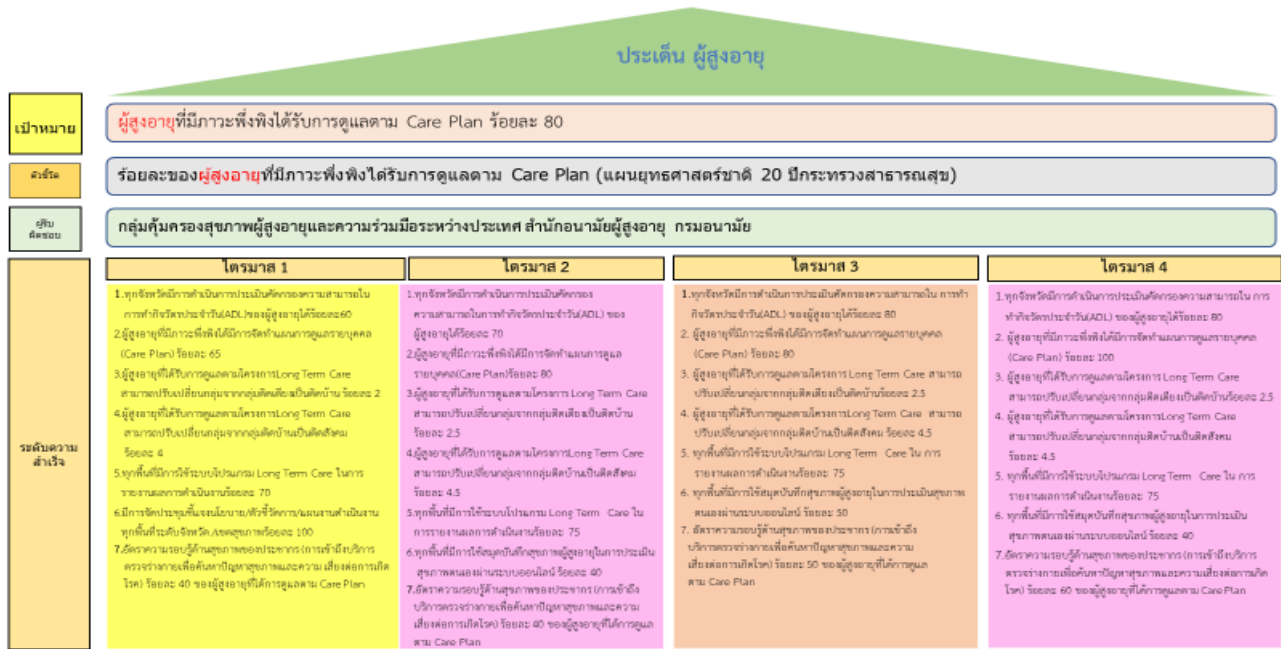 ประเด็น ผู้สูงอายุ
เป้าหมาย
ผู้สูงอายุที่มีภาวะพึ่งพิงได้รับการดูแลตาม Care Plan ร้อยละ 80
ตัวชี้วัด
ร้อยละของผู้สูงอายุที่มีภาวะพึ่งพิงได้รับการดูแลตาม Care Plan (แผนยุทธศาสตร์ชาติ 20 ปีกระทรวงสาธารณสุข)
ผู้รับ
ผิดชอบ
กลุ่มคุ้มครองสุขภาพผู้สูงอายุและความร่วมมือระหว่างประเทศ สำนักอนามัยผู้สูงอายุ กรมอนามัย
ระดับความ
สำเร็จ
ไตรมาส 1
1.ทุกจังหวัดมีการดำเนินการประเมินคัดกรองความสามารถใน
การทำกิจวัตรประจำวัน(ADL)ของผู้สูงอายุได้ร้อยละ60
2.ผู้สูงอายุที่มีภาวะพึ่งพิงได้มีการจัดทำแผนการดูแลรายบุคคล
(Care Plan) ร้อยละ 65
3.ผู้สูงอายุที่ได้รับการดูแลตามโครงการLong Term Care
สามารถปรับเปลี่ยนกลุ่มจากกลุ่มติดเตียงเป็นติดบ้าน ร้อยละ 2
4.ผู้สูงอายุที่ได้รับการดูแลตามโครงการLong Term Care
สามารถปรับเปลี่ยนกลุ่มจากกลุ่มติดบ้านเป็นติดสังคม
ร้อยละ 4
5.ทุกพื้นที่มีการใช้ระบบโปรแกรม Long Term Care ในการ
รายงานผลการดำเนินงานร้อยละ 70
6.มีการจัดประชุมชี้แจงนโยบาย/ตัวชี้วัดการ/แผนงานดำเนินงาน
ทุกพื้นที่ระดับจังหวัด/เขตสุขภาพร้อยละ 100
7.อัตราความรอบรู้ด้านสุขภาพของประชากร (การเข้าถึงบริการ
ตรวจร่างกายเพื่อค้นหาปัญหาสุขภาพและความ เสี่ยงต่อการเกิด
โรค) ร้อยละ 40 ของผู้สูงอายุที่ได้การดูแลตาม Care Plan
ไตรมาส 2
1.ทุกจังหวัดมีการดำเนินการประเมินคัดกรอง
ความสามารถในการทำกิจวัตรประจำวัน(ADL) ของ
ผู้สูงอายุได้ร้อยละ 70
2.ผู้สูงอายุที่มีภาวะพึ่งพิงได้มีการจัดทำแผนการดูแล
รายบุคคล(Care Plan)ร้อยละ 80
3.ผู้สูงอายุที่ได้รับการดูแลตามโครงการ Long Term Care
สามารถปรับเปลี่ยนกลุ่มจากกลุ่มติดเตียงเป็นติดบ้าน
ร้อยละ 2.5
4.ผู้สูงอายุที่ได้รับการดูแลตามโครงการLong Term Care
สามารถปรับเปลี่ยนกลุ่มจากกลุ่มติดบ้านเป็นติดสังคม
ร้อยละ 4.5
5.ทุกพื้นที่มีการใช้ระบบโปรแกรม Long Term Care ใน
การรายงานผลการดำเนินงานร้อยละ 75
6.ทุกพื้นที่มีการใช้สมุดบันทึกสุขภาพผู้สูงอายุในการประเมิน
สุขภาพตนเองผ่านระบบออนไลน์ ร้อยละ 40
7.อัตราความรอบรู้ด้านสุขภาพของประชากร (การเข้าถึง
บริการตรวจร่างกายเพื่อค้นหาปัญหาสุขภาพและความ
เสี่ยงต่อการเกิดโรค) ร้อยละ 40 ของผู้สูงอายุที่ได้การดูแล
ตาม Care Plan
ไตรมาส 3
1.ทุกจังหวัดมีการดำเนินการประเมินคัดกรองความสามารถใน การทำ
กิจวัตรประจำวัน(ADL) ของผู้สูงอายุได้ร้อยละ 80
2. ผู้สูงอายุที่มีภาวะพึ่งพิงได้มีการจัดทำแผนการดูแลรายบุคคล
(Care Plan) ร้อยละ 80
3. ผู้สูงอายุที่ได้รับการดูแลตามโครงการ Long Term Care สามารถ
ปรับเปลี่ยนกลุ่มจากกลุ่มติดเตียงเป็นติดบ้านร้อยละ 2.5
4. ผู้สูงอายุที่ได้รับการดูแลตามโครงการLong Term Care สามารถ
ปรับเปลี่ยนกลุ่มจากกลุ่มติดบ้านเป็นติดสังคม ร้อยละ 4.5
5. ทุกพื้นที่มีการใช้ระบบโปรแกรม Long Term Care ใน การ
รายงานผลการดำเนินงานร้อยละ 75
6. ทุกพื้นที่มีการใช้สมุดบันทึกสุขภาพผู้สูงอายุในการประเมินสุขภาพ
ตนเองผ่านระบบออนไลน์ ร้อยละ 50
7. อัตราความรอบรู้ด้านสุขภาพของประชากร (การเข้าถึง
บริการตรวจร่างกายเพื่อค้นหาปัญหาสุขภาพและความ
เสี่ยงต่อการเกิดโรค) ร้อยละ 50 ของผู้สูงอายุที่ได้การดูแล
ตาม Care Plan
ไตรมาส 4
1.ทุกจังหวัดมีการดำเนินการประเมินคัดกรองความสามารถใน การ
ทำกิจวัตรประจำวัน(ADL) ของผู้สูงอายุได้ร้อยละ 80
2. ผู้สูงอายุที่มีภาวะพึ่งพิงได้มีการจัดทำแผนการดูแลรายบุคคล
(Care Plan) ร้อยละ 100
3. ผู้สูงอายุที่ได้รับการดูแลตามโครงการ Long Term Care
สามารถปรับเปลี่ยนกลุ่มจากกลุ่มติดเตียงเป็นติดบ้านร้อยละ 2.5
4. ผู้สูงอายุที่ได้รับการดูแลตามโครงการLong Term Care
สามารถปรับเปลี่ยนกลุ่มจากกลุ่มติดบ้านเป็นติดสังคม
ร้อยละ 4.5
5. ทุกพื้นที่มีการใช้ระบบโปรแกรม Long Term Care ใน การ
รายงานผลการดำเนินงานร้อยละ 75
6. ทุกพื้นที่มีการใช้สมุดบันทึกสุขภาพผู้สูงอายุในการประเมิน
สุขภาพตนเองผ่านระบบออนไลน์ ร้อยละ 40
7.อัตราความรอบรู้ด้านสุขภาพของประชากร (การเข้าถึงบริการ
ตรวจร่างกายเพื่อค้นหาปัญหาสุขภาพและความเสี่ยงต่อการเกิด
โรค) ร้อยละ 60 ของผู้สูงอายุที่ได้การดูแลตาม Care Plan